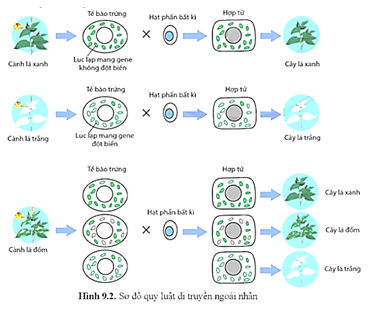 Tế bào trứng
Hạt phấn bất kì
Hợp tử
Cành lá xanh
Lục lạp mang gene
không đột biến
Cây lá xanh
Tế bào trứng
Hạt phấn bất kì
Hợp tử
Cành lá trắng
Lục lạp mang gene
đột biến
Cây lá trắng
Tế bào trứng
Hợp tử
Cây lá xanh
Hạt phấn bất kì
Cành lá đốm
Cây lá đốm
Cây lá trắng
Hình 9.2. Sơ đồ quy luật di truyền ngoài nhân